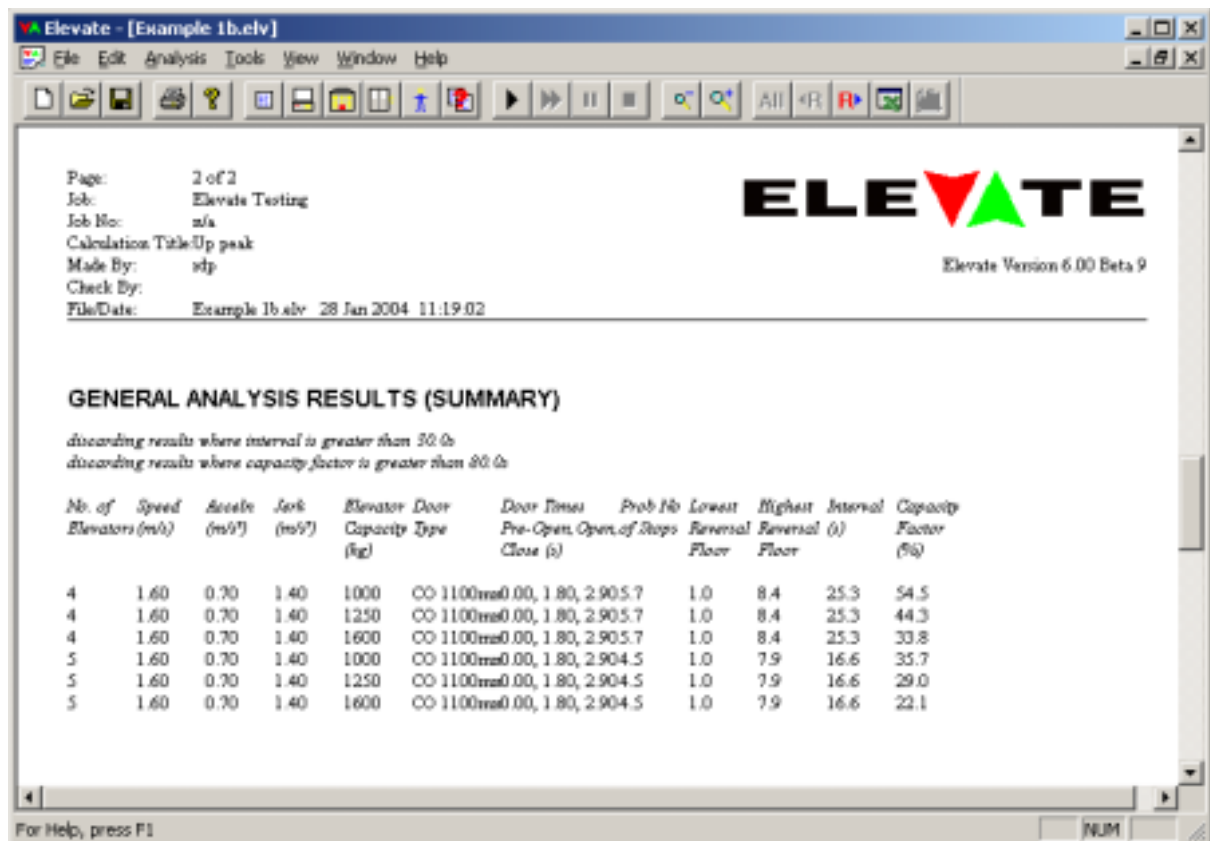 Elevate - [Example 1b.elv]
File Edit Analysis Tools View Window Help
All R R
Page: 2 of 2
Job: Elevate Testing
Job No: n/a
Calculation Title:Up peak
Made By: rdp
Check By:
File/Date: Example 1b.elv 28 Jan 2004 11:19:02
ELEVATE
Elevate Version 6.00 Beta 9
GENERAL ANALYSIS RESULTS (SUMMARY)
discarding results where interval is greater than 30.0s
discarding results where capacity factor is greater than 80.0s
No. of Speed Acceln Jerk Elevator Door Door Times Prob No Lowest Highest Interval Capacity
Elevators (m/s) (m/s²) (m/s³) Capacity Type Pre-Open, Open, of Stops Reversal Reversal (s) Factor
(kg) Close (s) Floor Floor (%)
4 1.60 0.70 1.40 1000 CO 1100mm 0.00, 1.80, 2.90 5.7 1.0 8.4 25.3 54.5
4 1.60 0.70 1.40 1250 CO 1100mm 0.00, 1.80, 2.90 5.7 1.0 8.4 25.3 44.3
4 1.60 0.70 1.40 1600 CO 1100mm 0.00, 1.80, 2.90 5.7 1.0 8.4 25.3 33.8
5 1.60 0.70 1.40 1000 CO 1100mm 0.00, 1.80, 2.90 4.5 1.0 7.9 16.6 35.7
5 1.60 0.70 1.40 1250 CO 1100mm 0.00, 1.80, 2.90 4.5 1.0 7.9 16.6 29.0
5 1.60 0.70 1.40 1600 CO 1100mm 0.00, 1.80, 2.90 4.5 1.0 7.9 16.6 22.1
For Help, press F1 NUM